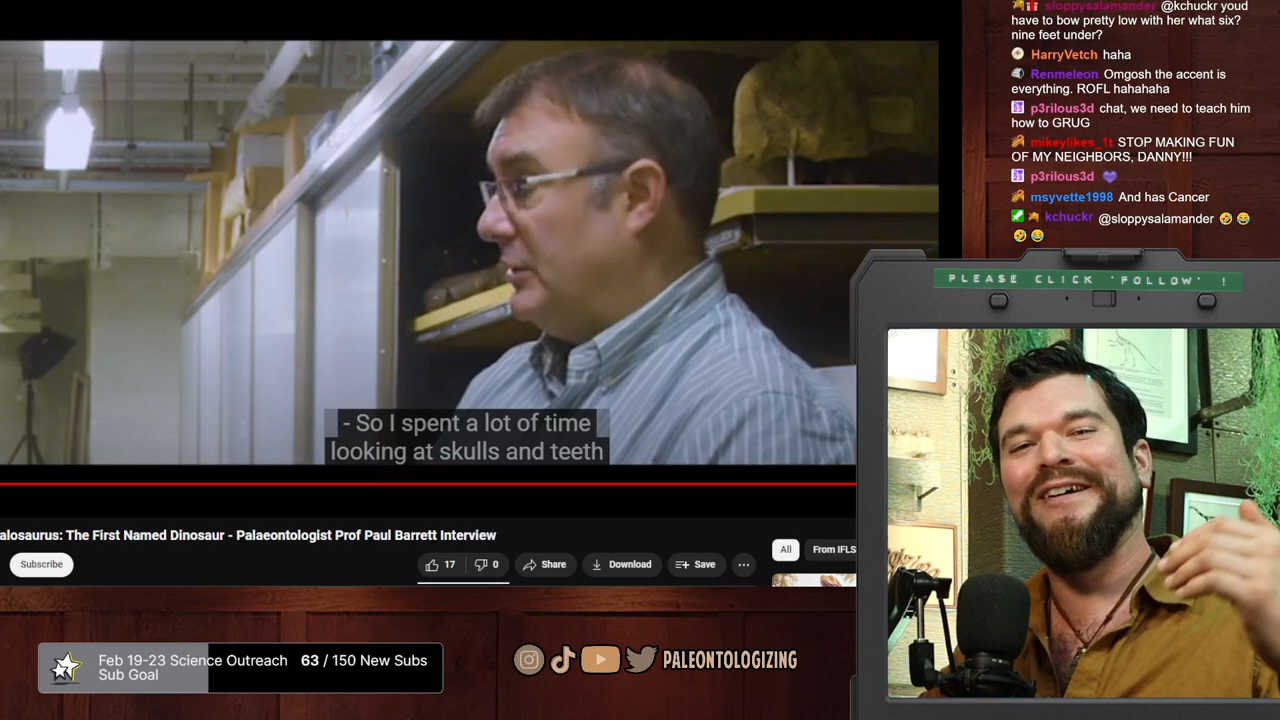 sloppysalamander @kchuckr youd
have to bow pretty low with her what six?
nine feet under?
HarryVetch haha
Renmeleon Omgosh the accent is
everything. ROFL hahahaha
p3rilous3d chat, we need to teach him
how to GRUG
mikeylikes_1t STOP MAKING FUN
OF MY NEIGHBORS, DANNY!!!
p3rilous3d 💜
msyvette1998 And has Cancer
kchuckr @sloppysalamander 🤣 😂
🤣 😂
PLEASE CLICK 'FOLLOW' !
- So I spent a lot of time
looking at skulls and teeth
alosaurus: The First Named Dinosaur - Palaeontologist Prof Paul Barrett Interview
Subscribe
17
0
Share
Download
Save
All
From IFLS
Feb 19-23 Science Outreach 63 / 150 New Subs
Sub Goal
PALEONTOLOGIZING